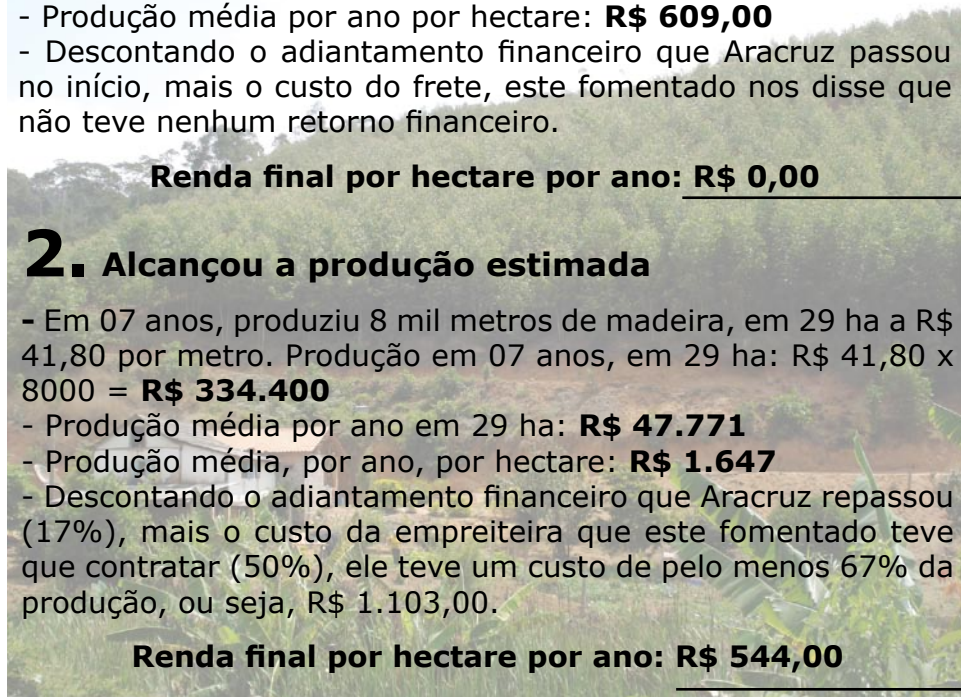 - Produção média por ano por hectare: R$ 609,00
- Descontando o adiantamento financeiro que Aracruz passou
no início, mais o custo do frete, este fomentado nos disse que
não teve nenhum retorno financeiro.
Renda final por hectare por ano: R$ 0,00
2. Alcançou a produção estimada
- Em 07 anos, produziu 8 mil metros de madeira, em 29 ha a R$
41,80 por metro. Produção em 07 anos, em 29 ha: R$ 41,80 x
8000 = R$ 334.400
- Produção média por ano em 29 ha: R$ 47.771
- Produção média, por ano, por hectare: R$ 1.647
- Descontando o adiantamento financeiro que Aracruz repassou
(17%), mais o custo da empreiteira que este fomentado teve
que contratar (50%), ele teve um custo de pelo menos 67% da
produção, ou seja, R$ 1.103,00.
Renda final por hectare por ano: R$ 544,00